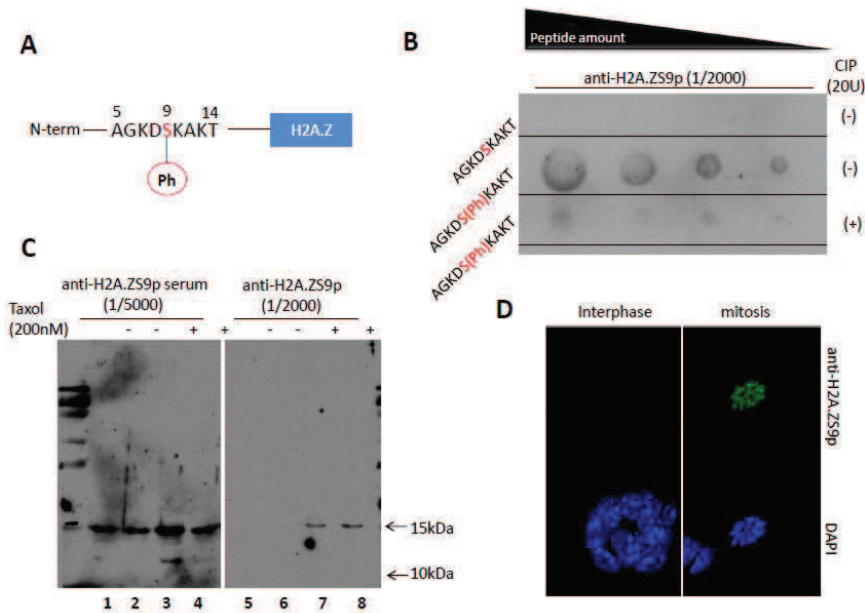 A
5 9 14
N-term AGKDSKAKT H2A.Z
Ph
B
Peptide amount
anti-H2A.ZS9p (1/2000)
CIP
(20U)
AGKDSKAKT (-)
AGKDS(Ph)KAKT (-)
AGKDS(Ph)KAKT (+)
C
anti-H2A.ZS9p serum
(1/5000)
anti-H2A.ZS9p
(1/2000)
Taxol
(200nM) - - + + - - + +
15kDa
10kDa
1 2 3 4 5 6 7 8
D
Interphase mitosis
anti-H2A.ZS9p
DAPI